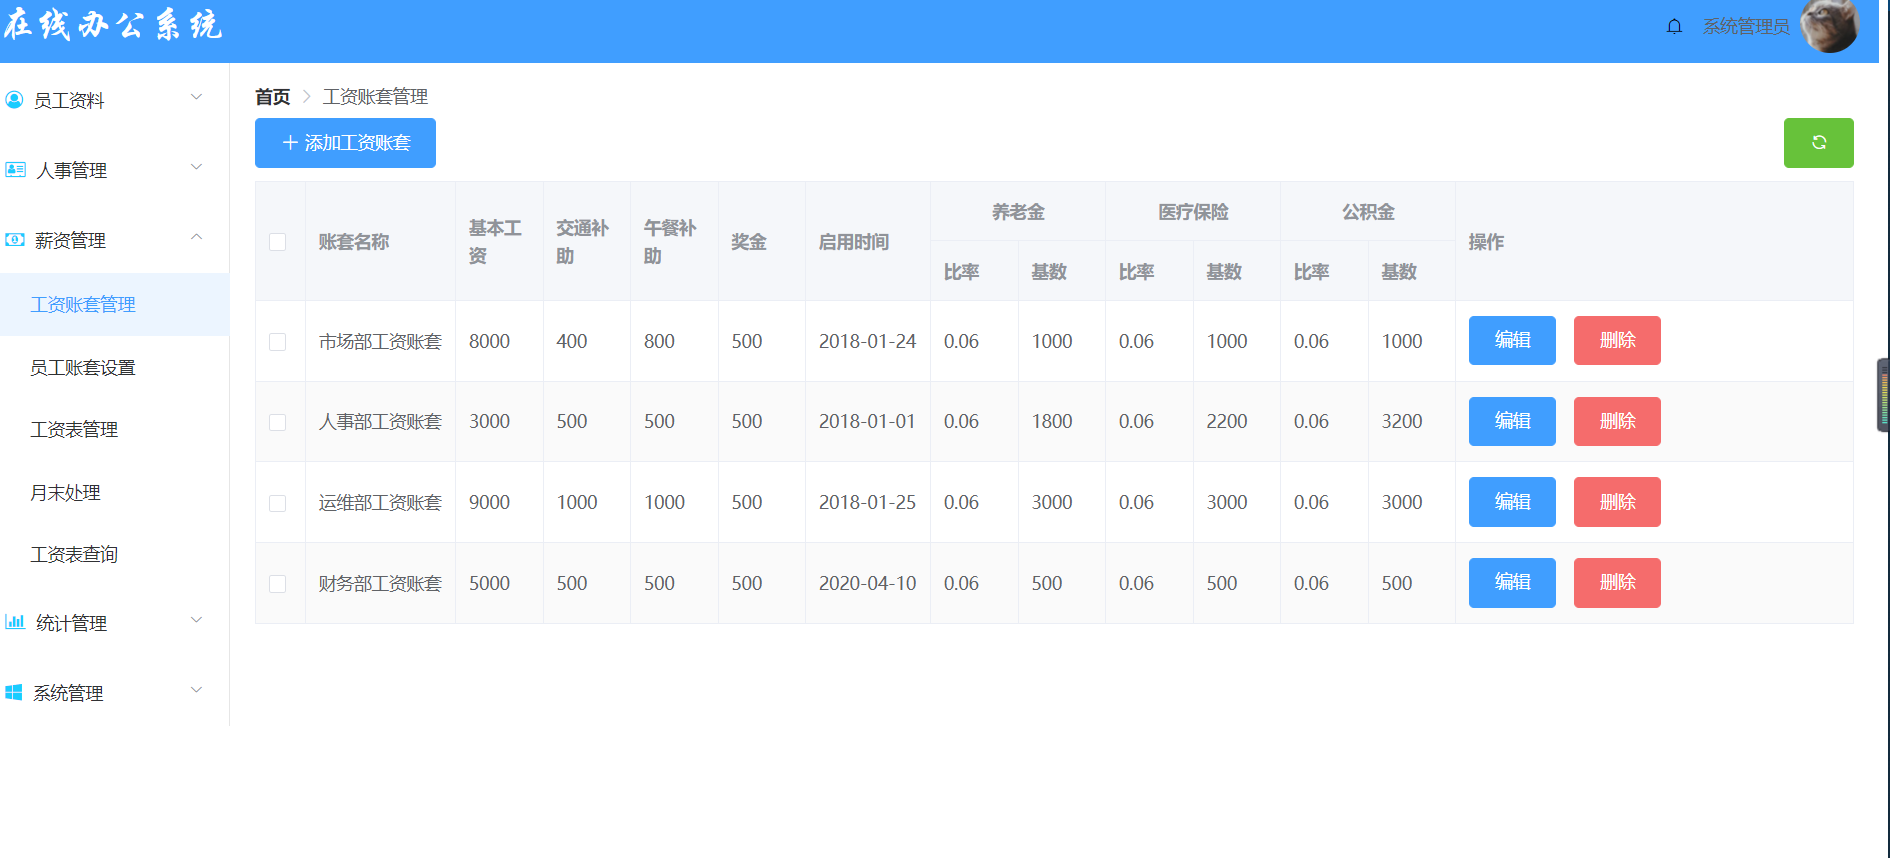 在线办公系统
系统管理员
员工资料
人事管理
薪资管理
工资账套管理
员工账套设置
工资表管理
月末处理
工资表查询
统计管理
系统管理
首页 > 工资账套管理
+ 添加工资账套
账套名称 基本工资 交通补助 午餐补助 奖金 启用时间 养老金 医疗保险 公积金 操作
比率 基数 比率 基数 比率 基数
市场部工资账套 8000 400 800 500 2018-01-24 0.06 1000 0.06 1000 0.06 1000 编辑 删除
人事部工资账套 3000 500 500 500 2018-01-01 0.06 1800 0.06 2200 0.06 3200 编辑 删除
运维部工资账套 9000 1000 1000 500 2018-01-25 0.06 3000 0.06 3000 0.06 3000 编辑 删除
财务部工资账套 5000 500 500 500 2020-04-10 0.06 500 0.06 500 0.06 500 编辑 删除